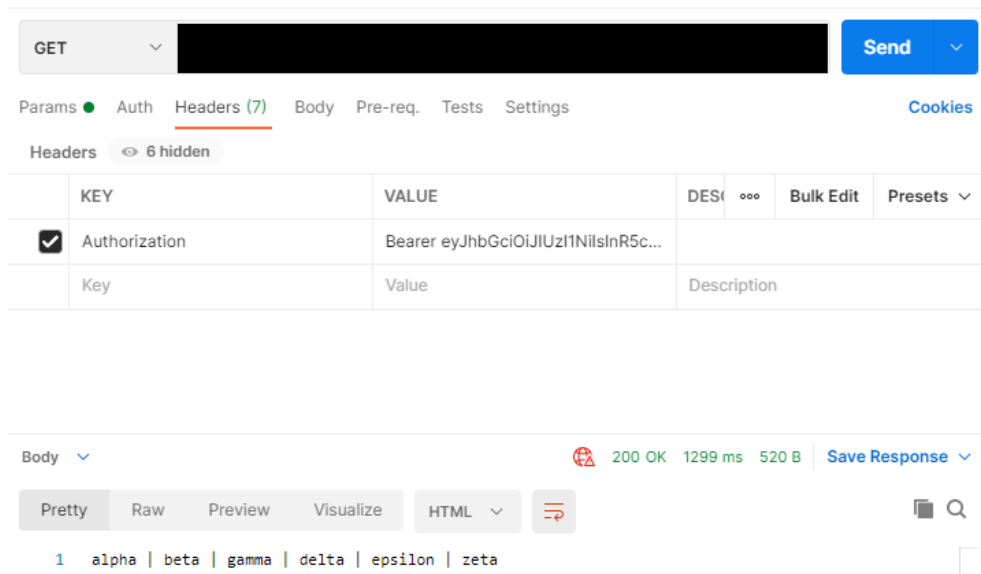 GET
Send
Params Auth Headers (7) Body Pre-req. Tests Settings Cookies
Headers 6 hidden
KEY VALUE DESC ooo Bulk Edit Presets
Authorization Bearer eyJhbGciOiJIUzI1NiIsInR5c...
Key Value Description
Body 200 OK 1299 ms 520 B Save Response
Pretty Raw Preview Visualize HTML
1 alpha | beta | gamma | delta | epsilon | zeta